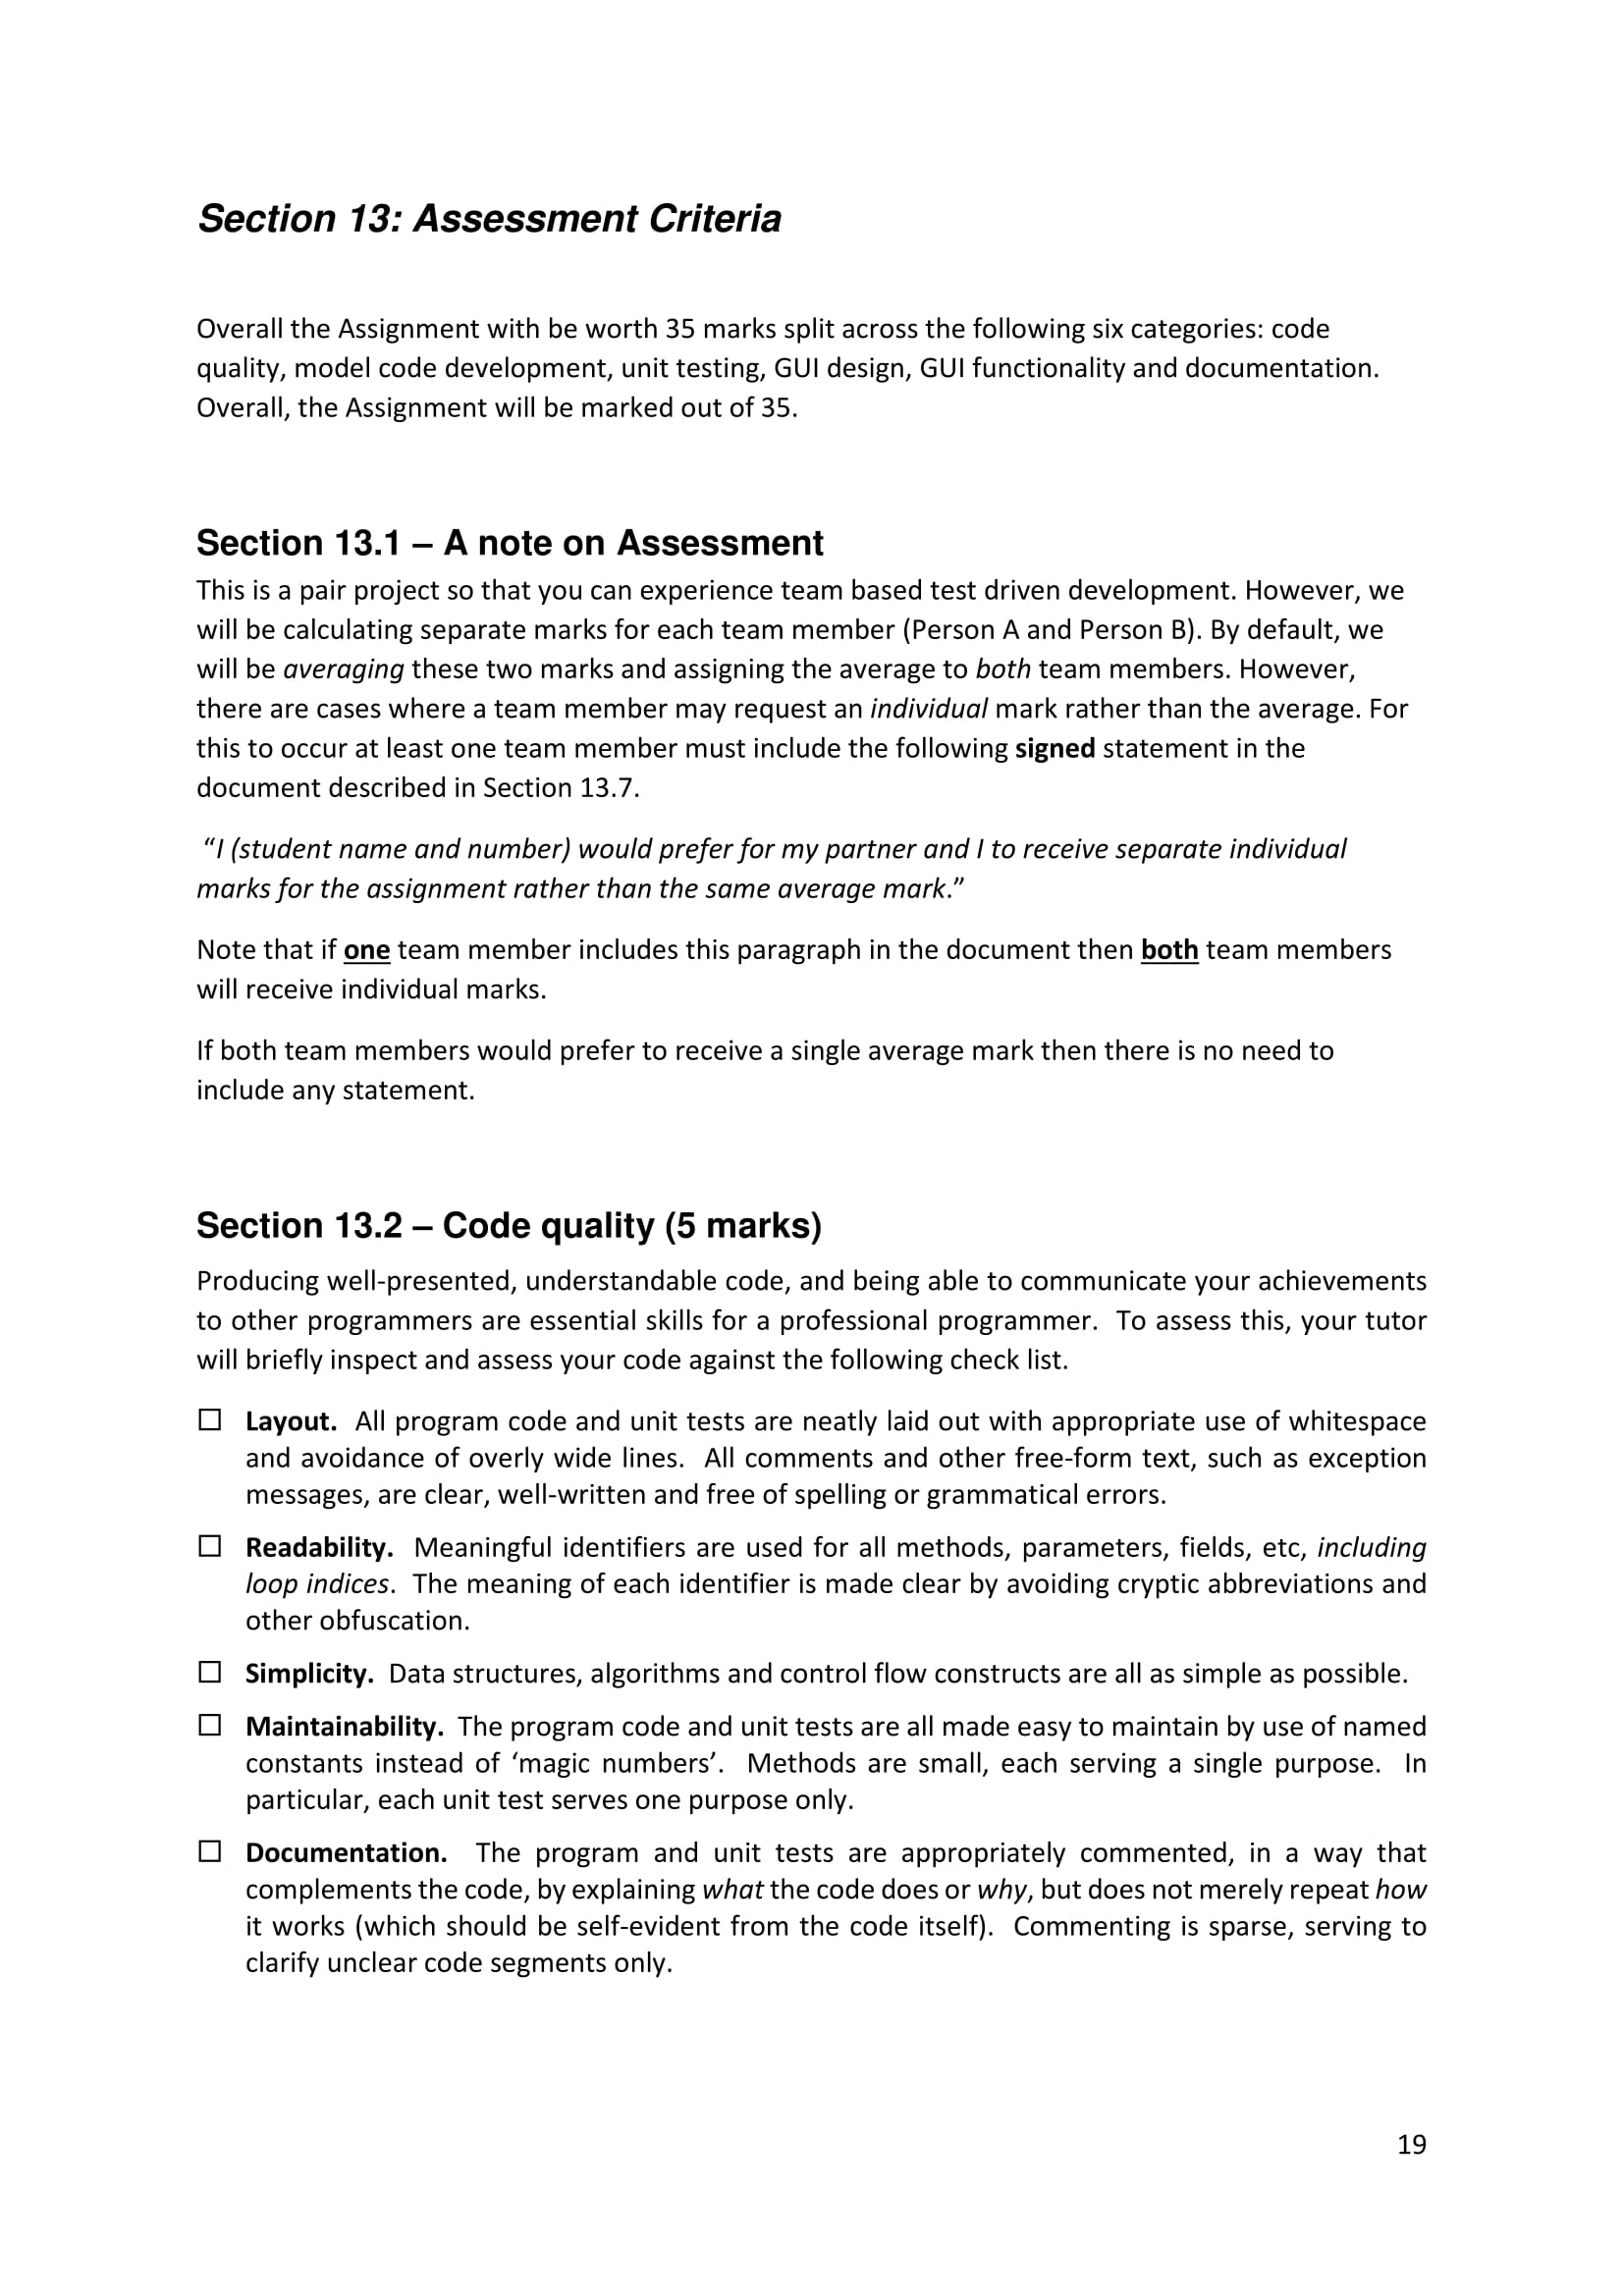 Section 13: Assessment Criteria
Overall the Assignment with be worth 35 marks split across the following six categories: code
quality, model code development, unit testing, GUI design, GUI functionality and documentation.
Overall, the Assignment will be marked out of 35.
Section 13.1 – A note on Assessment
This is a pair project so that you can experience team based test driven development. However, we
will be calculating separate marks for each team member (Person A and Person B). By default, we
will be averaging these two marks and assigning the average to both team members. However,
there are cases where a team member may request an individual mark rather than the average. For
this to occur at least one team member must include the following signed statement in the
document described in Section 13.7.
“I (student name and number) would prefer for my partner and I to receive separate individual
marks for the assignment rather than the same average mark.”
Note that if one team member includes this paragraph in the document then both team members
will receive individual marks.
If both team members would prefer to receive a single average mark then there is no need to
include any statement.
Section 13.2 – Code quality (5 marks)
Producing well-presented, understandable code, and being able to communicate your achievements
to other programmers are essential skills for a professional programmer.  To assess this, your tutor
will briefly inspect and assess your code against the following check list.
☐ Layout.  All program code and unit tests are neatly laid out with appropriate use of whitespace
and avoidance of overly wide lines.  All comments and other free-form text, such as exception
messages, are clear, well-written and free of spelling or grammatical errors.
☐ Readability.  Meaningful identifiers are used for all methods, parameters, fields, etc, including
loop indices.  The meaning of each identifier is made clear by avoiding cryptic abbreviations and
other obfuscation.
☐ Simplicity.  Data structures, algorithms and control flow constructs are all as simple as possible.
☐ Maintainability.  The program code and unit tests are all made easy to maintain by use of named
constants instead of ‘magic numbers’.  Methods are small, each serving a single purpose.  In
particular, each unit test serves one purpose only.
☐ Documentation.  The program and unit tests are appropriately commented, in a way that
complements the code, by explaining what the code does or why, but does not merely repeat how
it works (which should be self-evident from the code itself).  Commenting is sparse, serving to
clarify unclear code segments only.
19